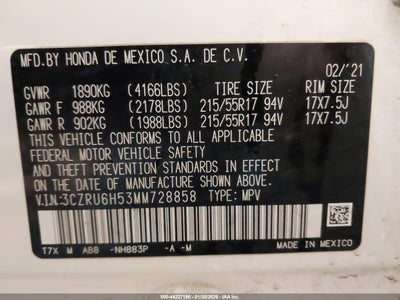 MFD.BY HONDA DE MEXICO S.A. DE C.V.
02/'21
GVWR 1890KG (4166LBS) TIRE SIZE RIM SIZE
GAWR F 988KG (2178LBS) 215/55R17 94V 17X7.5J
GAWR R 902KG (1988LBS) 215/55R17 94V 17X7.5J
THIS VEHICLE CONFORMS TO ALL APPLICABLE
FEDERAL MOTOR VEHICLE SAFETY
AND THEFT PREVENTION STANDARDS IN EFFECT
ON THE DATE OF MANUFACTURE SHOWN ABOVE.
V.I.N:3CZRU6H53MM728858 TYPE: MPV
T7X M AB8 -NH883P -A -M
MADE IN MEXICO